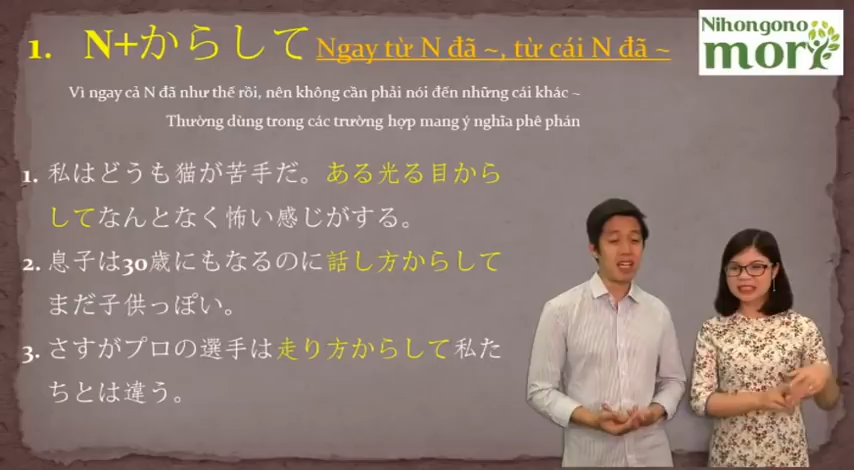 1. N+からして Ngay từ N đã ~, từ cái N đã ~
Nihongono
mori
Vì ngay cả N đã như thế rồi, nên không cần phải nói đến những cái khác ~
Thường dùng trong các trường hợp mang ý nghĩa phê phán
1. 私はどうも猫が苦手だ。ある光る目から
してなんとなく怖い感じがする。
2. 息子は30歳にもなるのに話し方からして
まだ子供っぽい。
3. さすがプロの選手は走り方からして私た
ちとは違う。